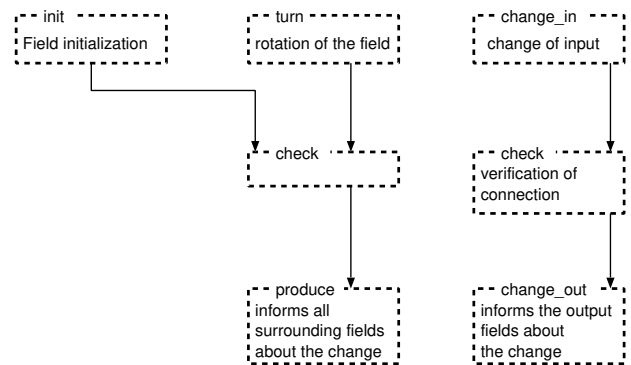 init
Field initialization
turn
rotation of the field
change_in
change of input
check
check
verification of
connection
produce
informs all
surrounding fields
about the change
change_out
informs the output
fields about
the change